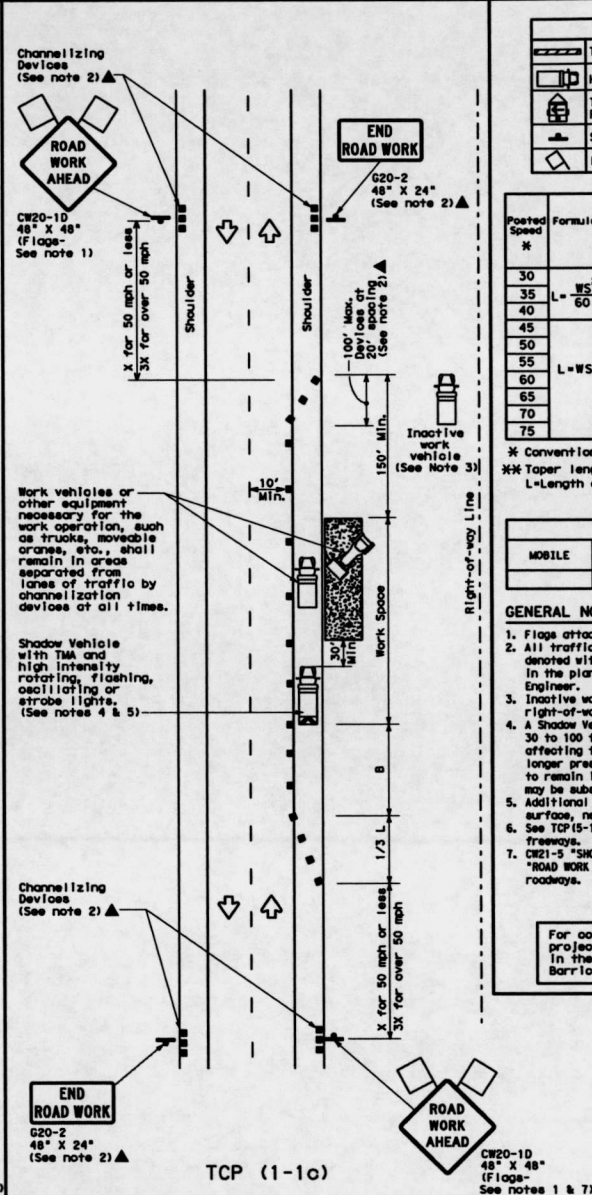 Channelizing
Devices
(See note 2)▲
ROAD
WORK
AHEAD
CW20-1D
48" X 48"
(Flags-
See note 1)
END
ROAD WORK
G20-2
48" X 24"
(See note 2)▲
X for 50 mph or less
3X for over 50 mph
Shoulder
Shoulder
100' Max.
Devices at
20' spacing
(See note 2)▲
150' Min.
Inactive
work
vehicle
(See Note 3)
10'
Min.
Work vehicles or
other equipment
necessary for the
work operation, such
as trucks, moveable
cranes, etc., shall
remain in areas
separated from
lanes of traffic by
channelization
devices at all times.
Work Space
Right-of-way Line
30'
Min.
Shadow Vehicle
with TMA and
high intensity
rotating, flashing,
oscillating or
strobe lights.
(See notes 4 & 5)
B
1/3 L
Channelizing
Devices
(See note 2)▲
X for 50 mph or less
3X for over 50 mph
END
ROAD WORK
G20-2
48" X 24"
(See note 2)▲
ROAD
WORK
AHEAD
CW20-1D
48" X 48"
(Flags-
See notes 1 & 7)
TCP (1-1c)
Posted
Speed
*
30
35
40
45
50
55
60
65
70
75
L= WS
60
L=WS
* Convention
** Taper leng
L=Length
MOBILE
GENERAL
1. Flags attac
2. All traffic
denoted wit
in the plan
Engineer.
3. Inactive wo
right-of-wa
4. A Shadow Ve
30 to 100
affecting
longer pres
to remain
may be subs
5. Additional
surface, ne
6. See TCP(5-1
freeways.
7. CW21-5 "SHO
"ROAD WORK
roadways.
For
projec
in the
Barric